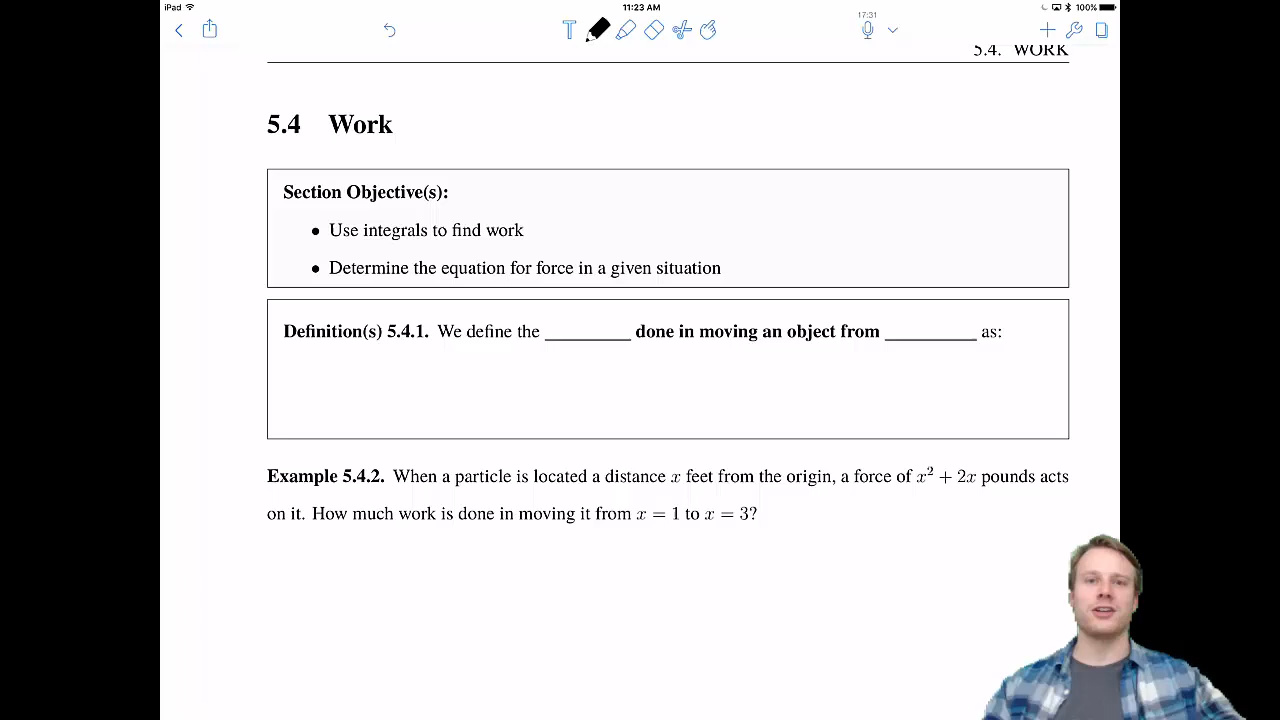 iPad 11:23 AM 100%
T 17:31
5.4. WORK
5.4 Work
Section Objective(s):
• Use integrals to find work
• Determine the equation for force in a given situation
Definition(s) 5.4.1. We define the _________ done in moving an object from _________ as:
Example 5.4.2. When a particle is located a distance x feet from the origin, a force of x² + 2x pounds acts
on it. How much work is done in moving it from x = 1 to x = 3?